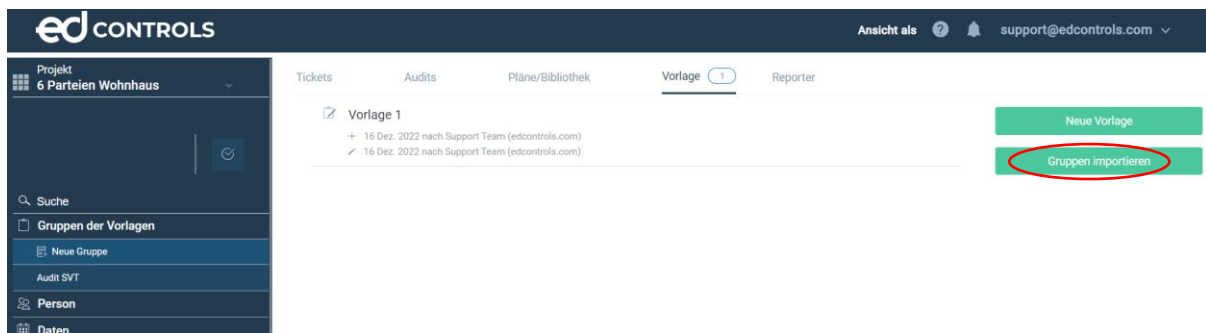 ed CONTROLS
Ansicht als
support@edcontrols.com
Projekt
6 Parteien Wohnhaus
Tickets
Audits
Pläne/Bibliothek
Vorlage 1
Reporter
Vorlage 1
16 Dez. 2022 nach Support Team (edcontrols.com)
16 Dez. 2022 nach Support Team (edcontrols.com)
Neue Vorlage
Gruppen importieren
Suche
Gruppen der Vorlagen
Neue Gruppe
Audit SVT
Person
Daten